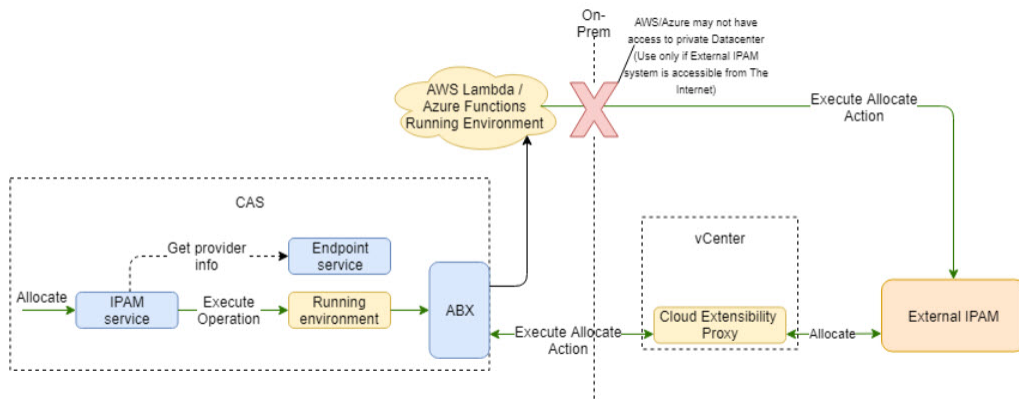 On-
Prem
AWS/Azure may not have
access to private Datacenter
(Use only if External IPAM
system is accessible from The
Internet)
AWS Lambda /
Azure Functions
Running Environment
Execute Allocate
Action
CAS
Get provider
info
Endpoint
service
Allocate
IPAM
service
Execute
Operation
Running
environment
ABX
Execute Allocate
Action
vCenter
Cloud Extensibility
Proxy
Allocate
External IPAM